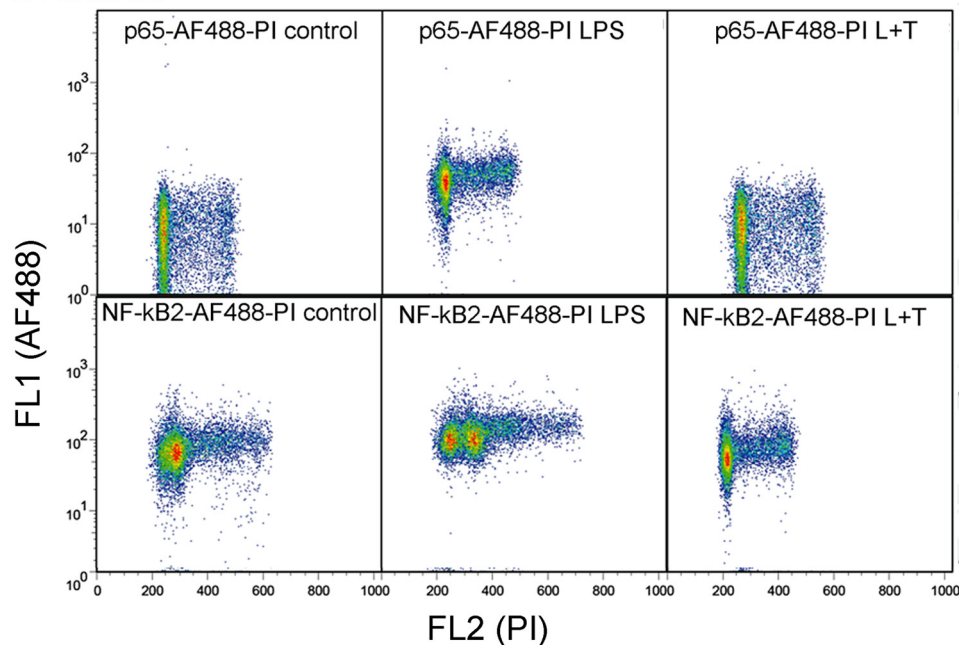 p65-AF488-PI control
p65-AF488-PI LPS
p65-AF488-PI L+T
10³
10²
10¹
0
NF-kB2-AF488-PI control
NF-kB2-AF488-PI LPS
NF-kB2-AF488-PI L+T
10
10³
10²
10¹
10⁰
FL1 (AF488)
0 200 400 600 800 1000
0 200 400 600 800 1000
0 200 400 600 800 1000
FL2 (PI)